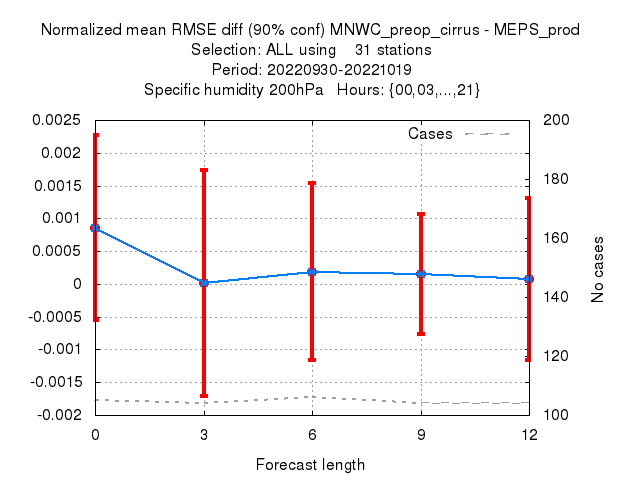 Normalized mean RMSE diff (90% conf) MNWC_preop_cirrus - MEPS_prod
Selection: ALL using 31 stations
Period: 20220930-20221019
Specific humidity 200hPa Hours: {00,03,...,21}
Cases
0.0025
0.002
0.0015
0.001
0.0005
0
-0.0005
-0.001
-0.0015
-0.002
200
180
160
140
120
100
No cases
0 3 6 9 12
Forecast length